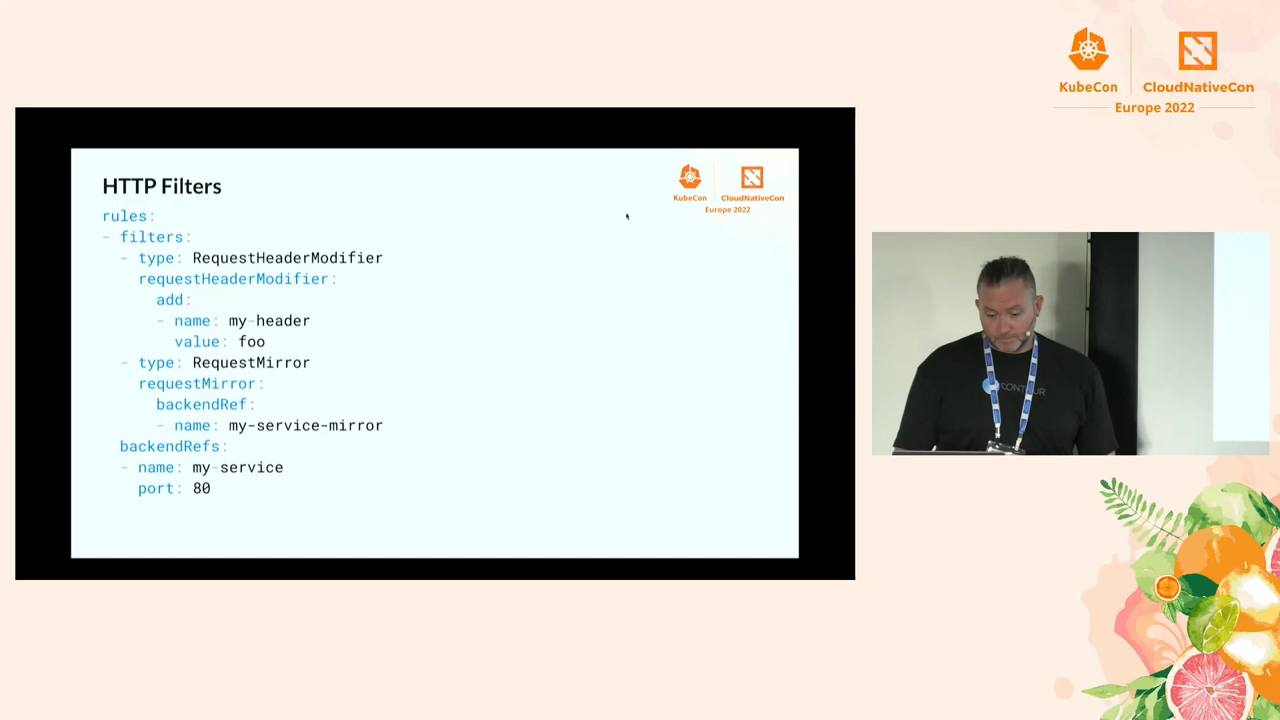 KubeCon
CloudNativeCon
Europe 2022
HTTP Filters
KubeCon
CloudNativeCon
Europe 2022
rules:
- filters:
  - type: RequestHeaderModifier
    requestHeaderModifier:
      add:
      - name: my-header
        value: foo
  - type: RequestMirror
    requestMirror:
      backendRef:
      - name: my-service-mirror
  backendRefs:
  - name: my-service
    port: 80
CONTOUR